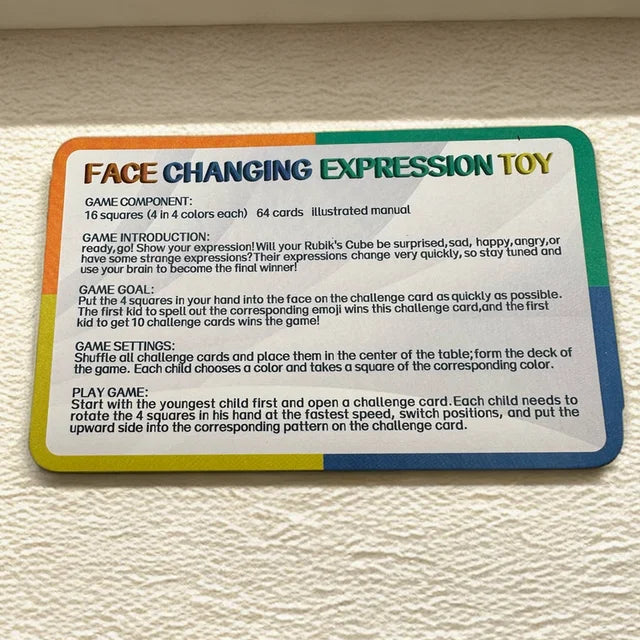 FACE CHANGING EXPRESSION TOY
GAME COMPONENT:
16 squares (4 in 4 colors each) 64 cards illustrated manual
GAME INTRODUCTION:
ready,go! Show your expression! Will your Rubik's Cube be surprised,sad, happy,angry,or
have some strange expressions? Their expressions change very quickly, so stay tuned and
use your brain to become the final winner!
GAME GOAL:
Put the 4 squares in your hand into the face on the challenge card as quickly as possible.
The first kid to spell out the corresponding emoji wins this challenge card,and the first
kid to get 10 challenge cards wins the game!
GAME SETTINGS:
Shuffle all challenge cards and place them in the center of the table;form the deck of
the game. Each child chooses a color and takes a square of the corresponding color.
PLAY GAME:
Start with the youngest child first and open a challenge card.Each child needs to
rotate the 4 squares in his hand at the fastest speed, switch positions, and put the
upward side into the corresponding pattern on the challenge card.